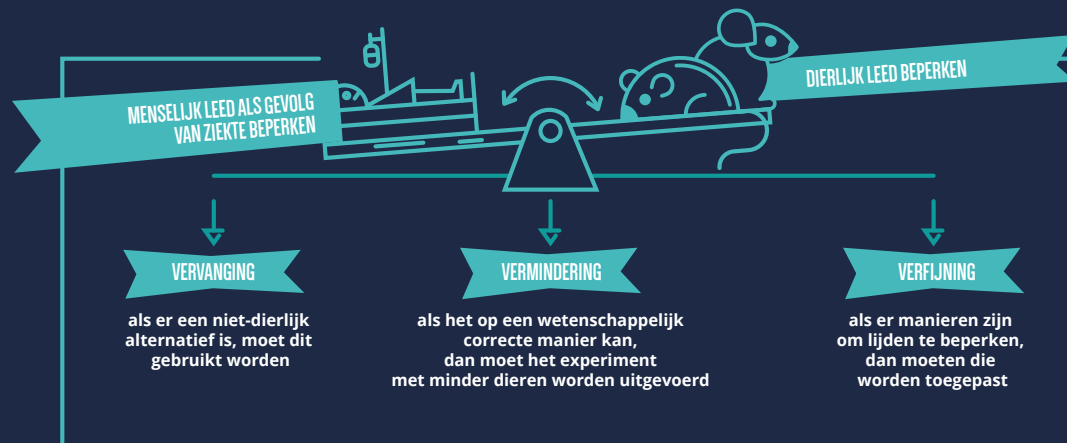 MENSELIJK LEED ALS GEVOLG
VAN ZIEKTE BEPERKEN
DIERLIJK LEED BEPERKEN
VERVANGING
als er een niet-dierlijk
alternatief is, moet dit
gebruikt worden
VERMINDERING
als het op een wetenschappelijk
correcte manier kan,
dan moet het experiment
met minder dieren worden uitgevoerd
VERFIJNING
als er manieren zijn
om lijden te beperken,
dan moeten die
worden toegepast